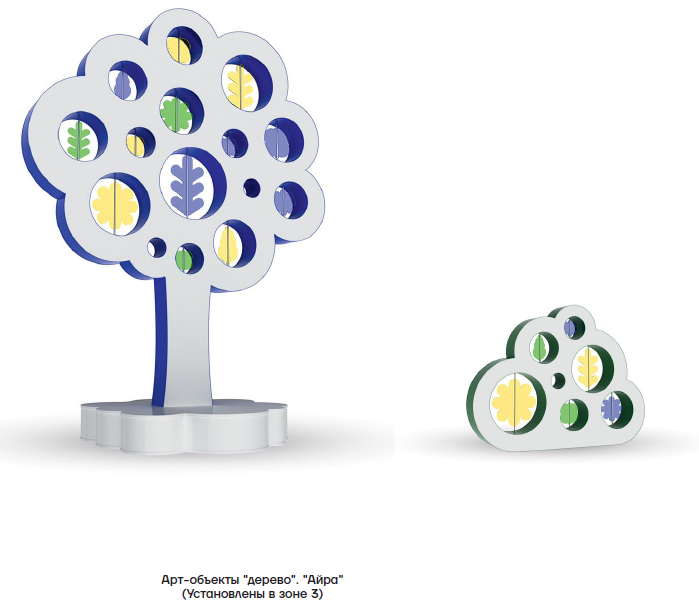 Арт-объекты "дерево". "Айра"
(Установлены в зоне 3)